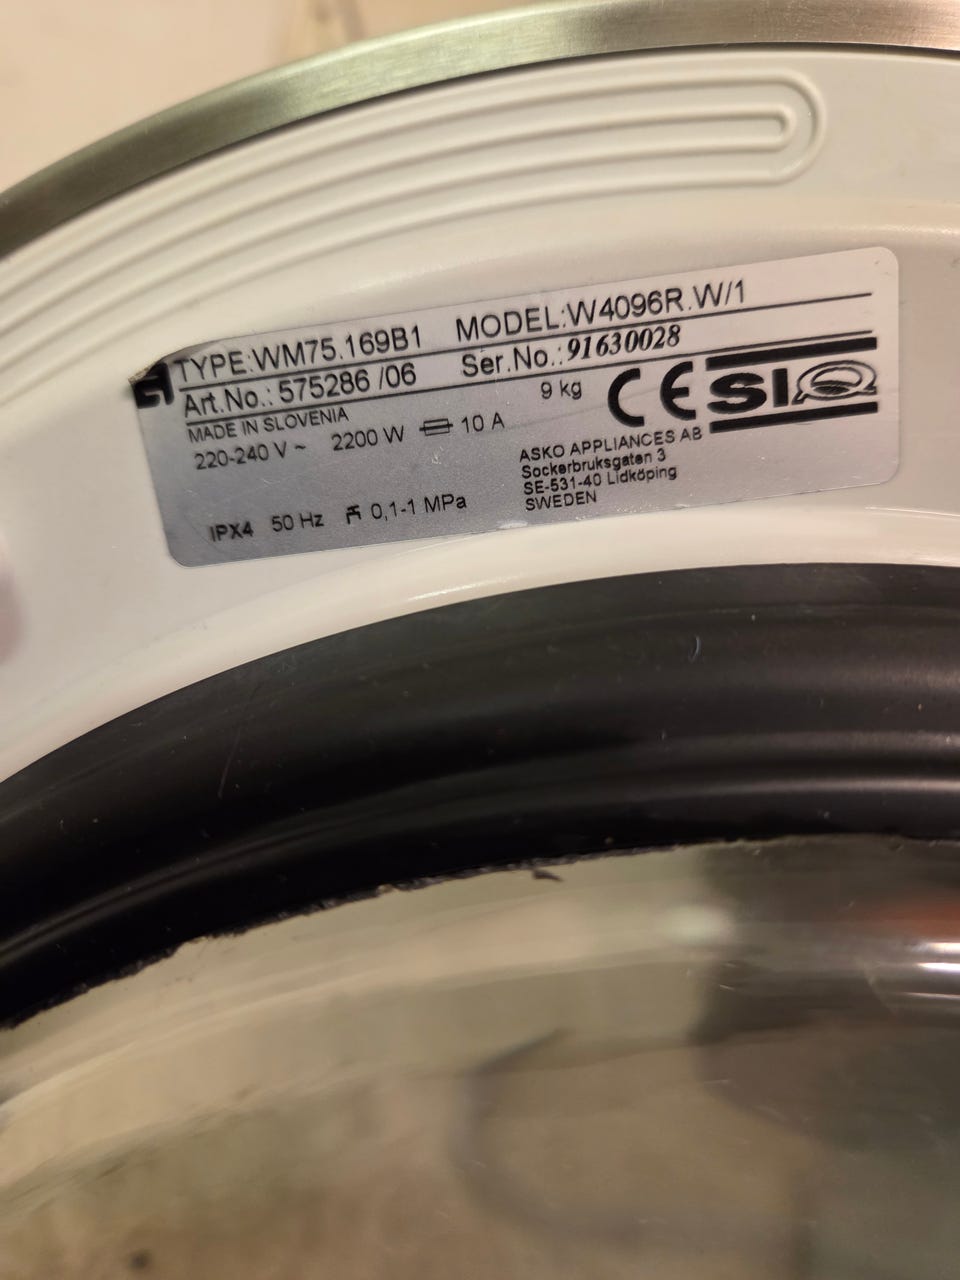 TYPE:WM75.169B1 MODEL:W4096R.W/1
Art.No.: 575286 /06 Ser.No.: 91630028
MADE IN SLOVENIA 9 kg CE SIQ
220-240 V ~ 2200 W 10 A
ASKO APPLIANCES AB
Sockerbruksgatan 3
SE-531-40 Lidköping
SWEDEN
IPX4 50 Hz 0,1-1 MPa